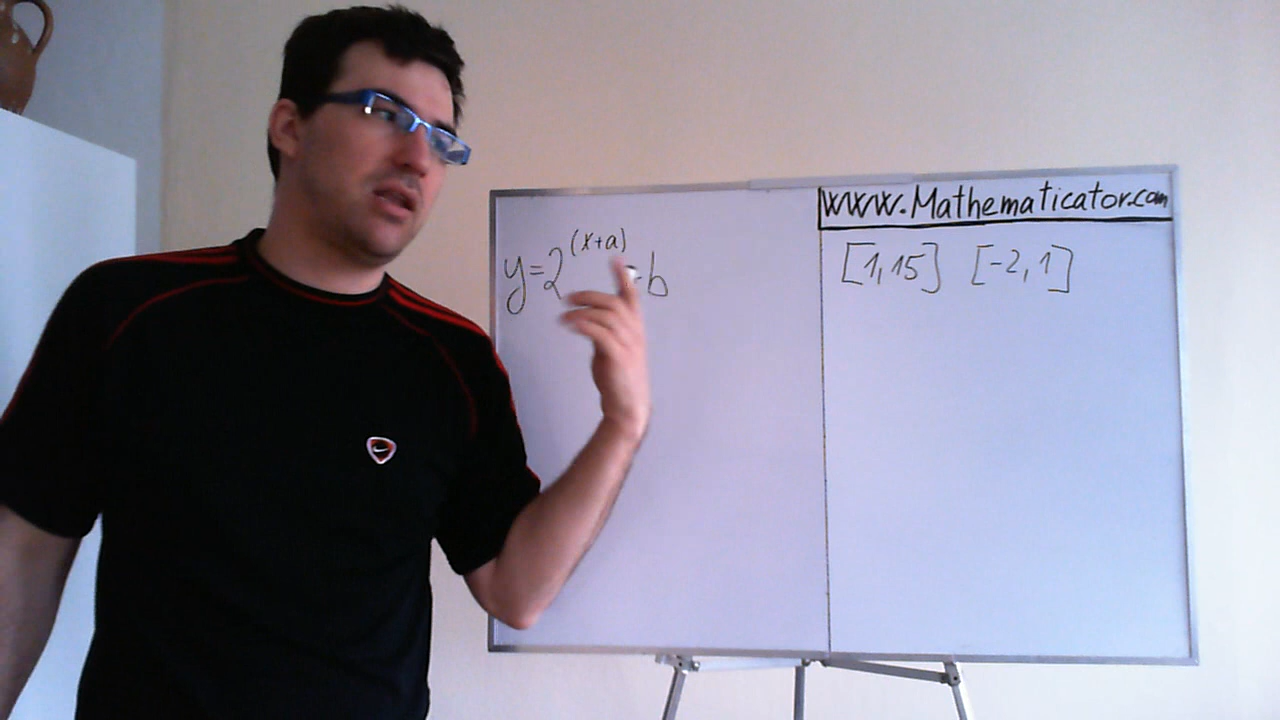 www.Mathematicator.com
y=2^(x+a) - b
[1,15] [-2,1]